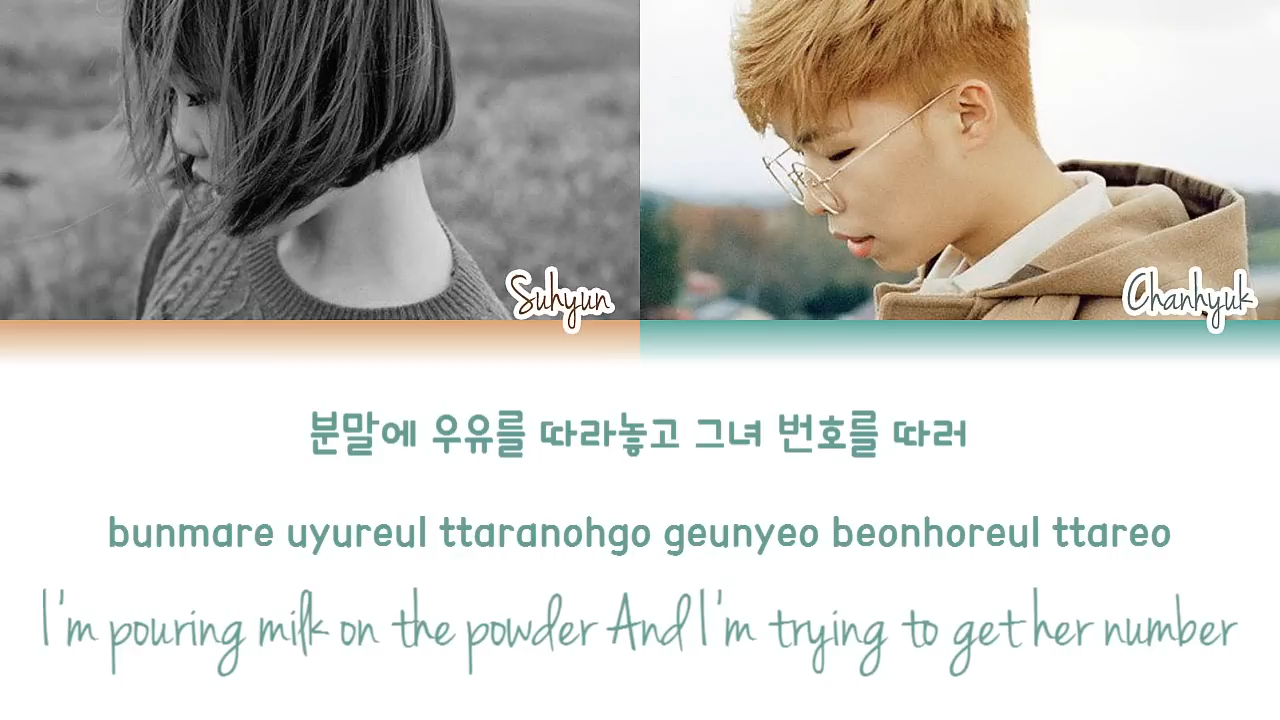 Suhyun
Chanhyuk
분말에 우유를 따라놓고 그녀 번호를 따러
bunmare uyureul ttaranohgo geunyeo beonhoreul ttareo
I'm pouring milk on the powder And I'm trying to get her number